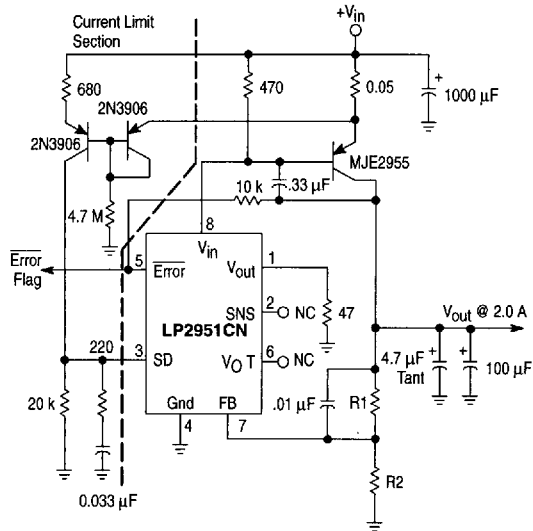 Current Limit
Section
+Vin
680
470
0.05
+
1000 µF
2N3906
2N3906
MJE2955
.33 µF
10 k
4.7 M
8
Vin
Error
Flag
5
Error
Vout
1
SNS
2
NC
47
LP2951CN
Vout @ 2.0 A
220
3
SD
VO T
6
NC
4.7 µF
Tant
+
+
100 µF
20 k
Gnd
FB
.01 µF
R1
4
7
0.033 µF
R2